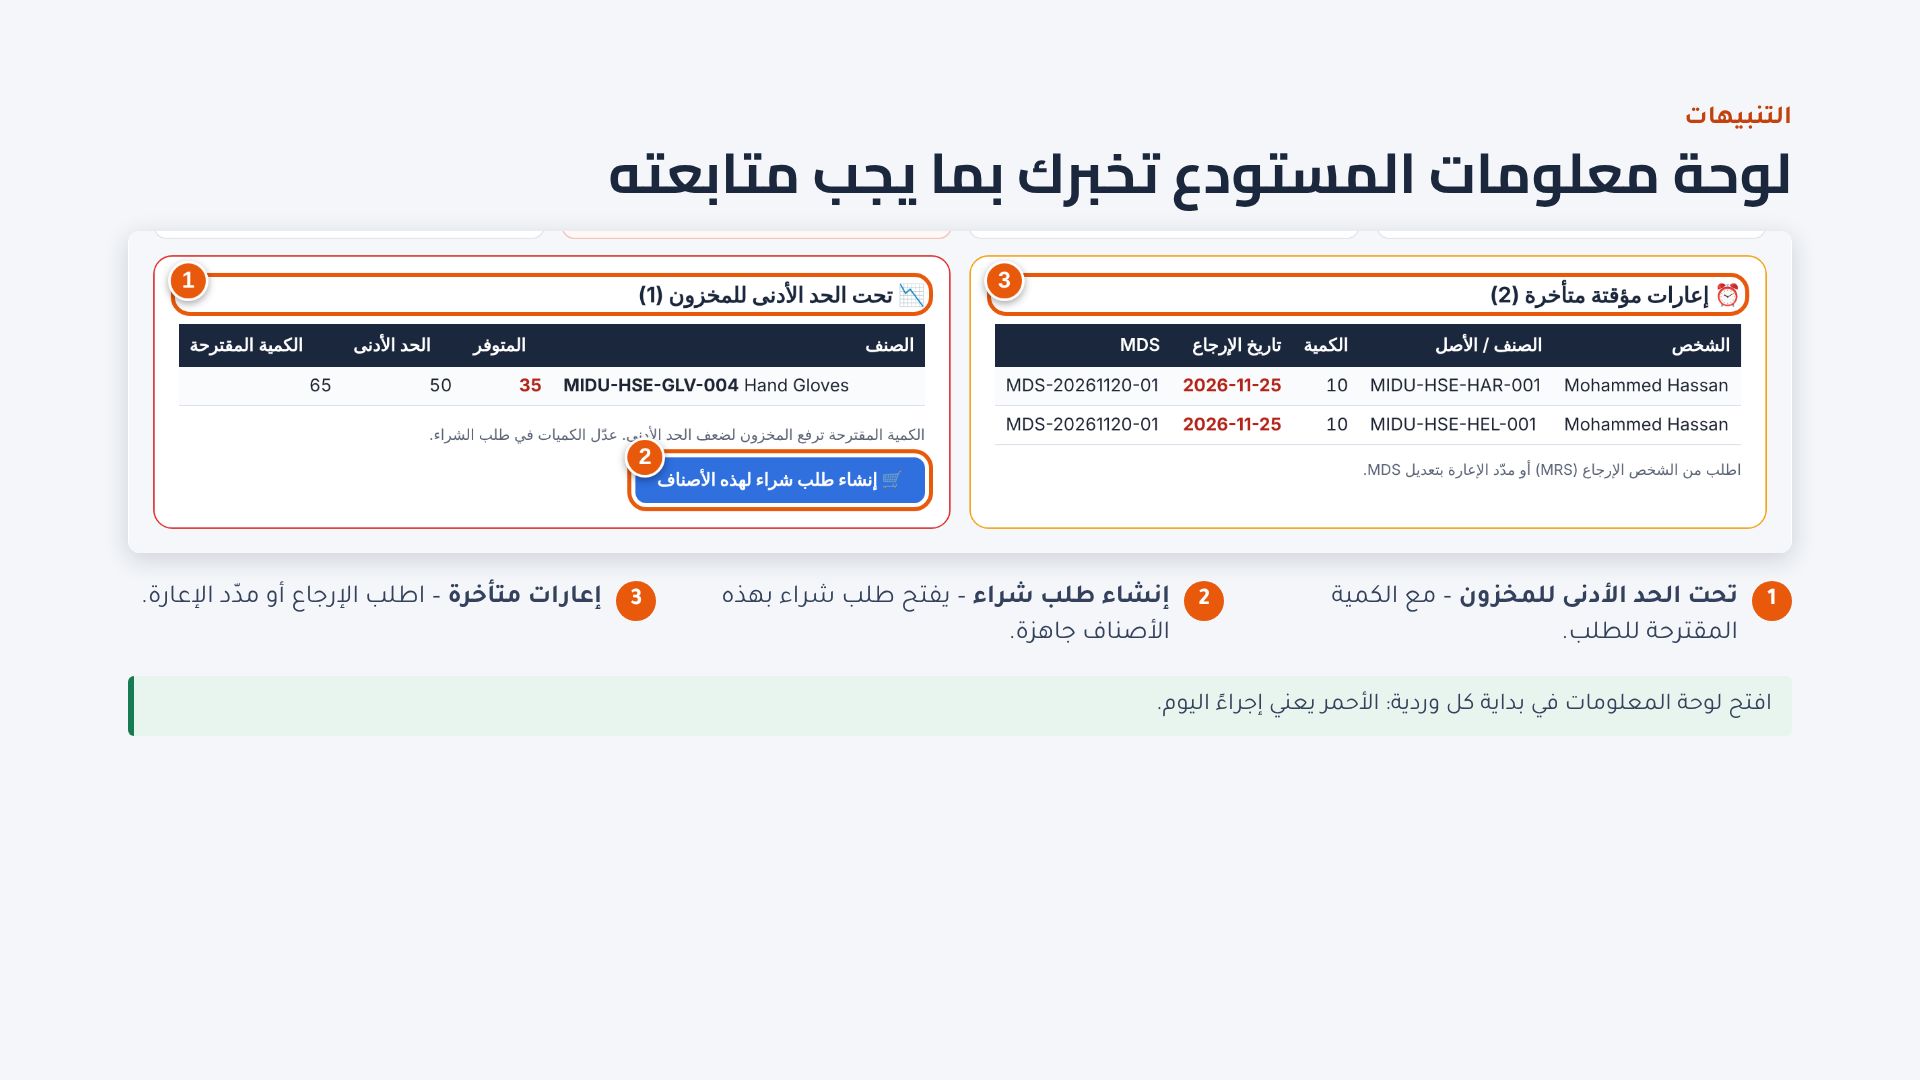 التنبيهات
لوحة معلومات المستودع تخبرك بما يجب متابعته
3
⏰ إعارات مؤقتة متأخرة (2)
الشخص الصنف / الأصل الكمية تاريخ الإرجاع MDS
Mohammed Hassan MIDU-HSE-HAR-001 10 2026-11-25 MDS-20261120-01
Mohammed Hassan MIDU-HSE-HEL-001 10 2026-11-25 MDS-20261120-01
اطلب من الشخص الإرجاع (MRS) أو مدّد الإعارة بتعديل MDS.
1
📉 تحت الحد الأدنى للمخزون (1)
الصنف المتوفر الحد الأدنى الكمية المقترحة
MIDU-HSE-GLV-004 Hand Gloves 35 50 65
الكمية المقترحة ترفع المخزون لضعف الحد الأدنى. عدّل الكميات في طلب الشراء.
2
🛒 إنشاء طلب شراء لهذه الأصناف
1 تحت الحد الأدنى للمخزون - مع الكمية
المقترحة للطلب.
2 إنشاء طلب شراء - يفتح طلب شراء بهذه
الأصناف جاهزة.
3 إعارات متأخرة - اطلب الإرجاع أو مدّد الإعارة.
افتح لوحة المعلومات في بداية كل وردية: الأحمر يعني إجراءً اليوم.